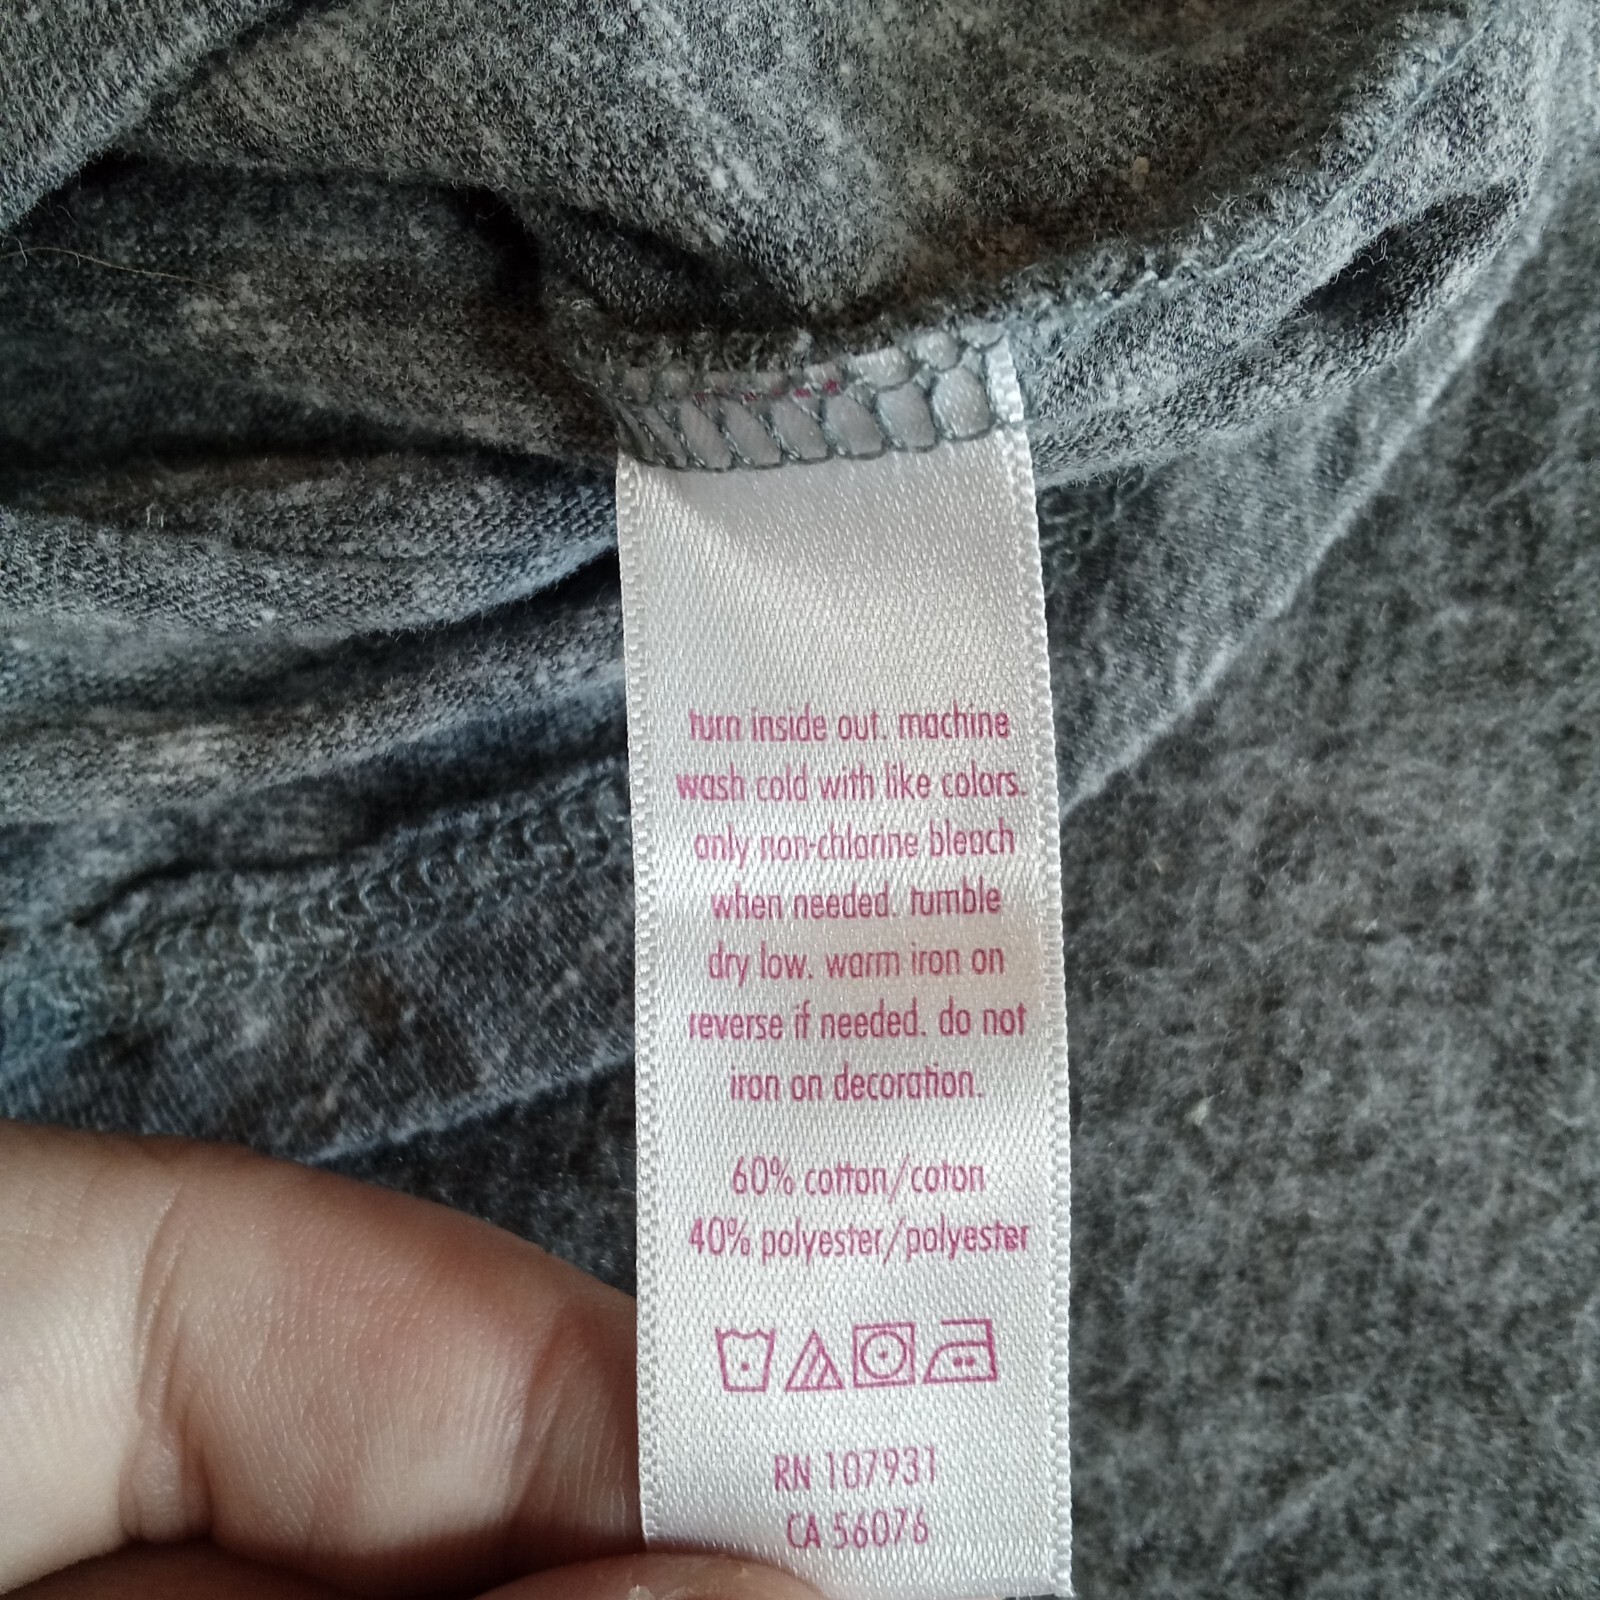 turn inside out. machine
wash cold with like colors.
only non-chlorine bleach
when needed. tumble
dry low. warm iron on
reverse if needed. do not
iron on decoration.
60% cotton/coton
40% polyester/polyester
RN 107931
CA 56076